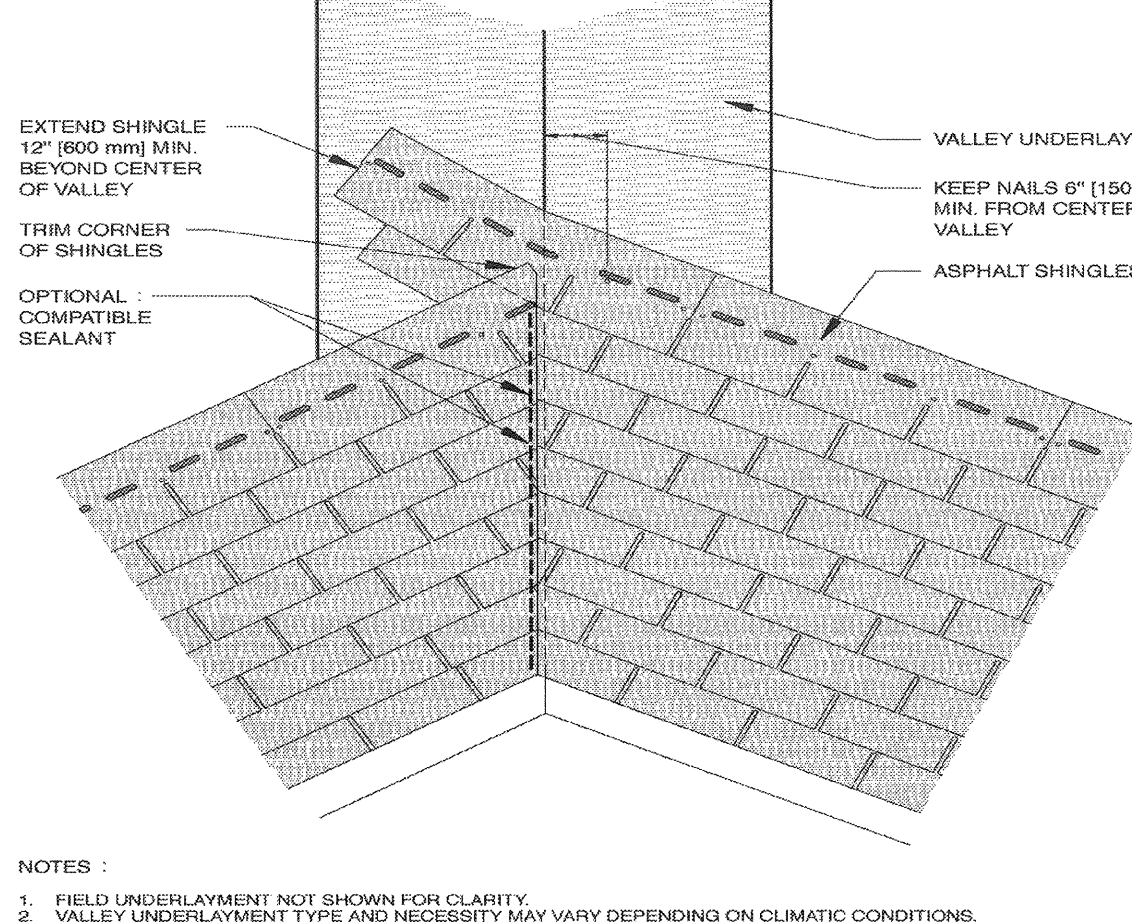 EXTEND SHINGLE
12" [600 mm] MIN.
BEYOND CENTER
OF VALLEY
TRIM CORNER
OF SHINGLES
OPTIONAL :
COMPATIBLE
SEALANT
VALLEY UNDERLAY
KEEP NAILS 6" [150
MIN. FROM CENTER
VALLEY
ASPHALT SHINGLES
NOTES :
1. FIELD UNDERLAYMENT NOT SHOWN FOR CLARITY.
2. VALLEY UNDERLAYMENT TYPE AND NECESSITY MAY VARY DEPENDING ON CLIMATIC CONDITIONS.